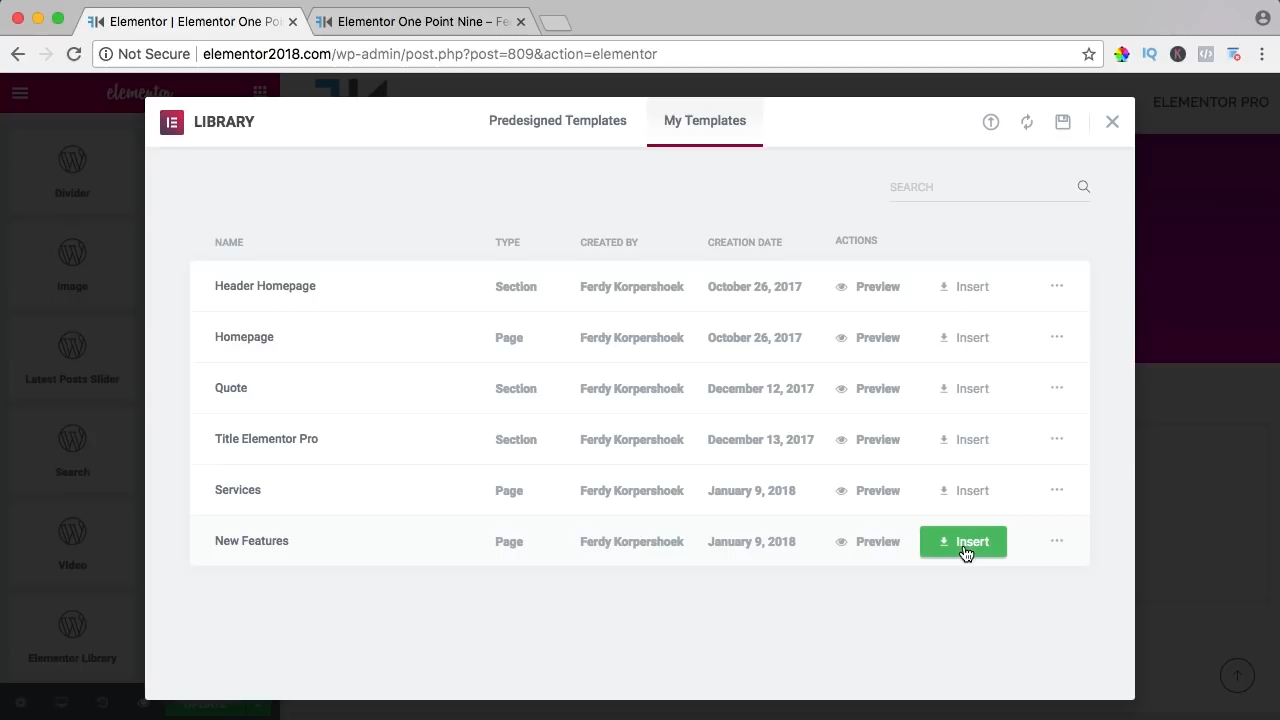 Elementor | Elementor One Po
Elementor One Point Nine – Fe
Not Secure
elementor2018.com/wp-admin/post.php?post=809&action=elementor
elementor
ELEMENTOR PRO
LIBRARY
Predesigned Templates
My Templates
SEARCH
NAME TYPE CREATED BY CREATION DATE ACTIONS
Header Homepage Section Ferdy Korpershoek October 26, 2017 Preview Insert
Homepage Page Ferdy Korpershoek October 26, 2017 Preview Insert
Quote Section Ferdy Korpershoek December 12, 2017 Preview Insert
Title Elementor Pro Section Ferdy Korpershoek December 13, 2017 Preview Insert
Services Page Ferdy Korpershoek January 9, 2018 Preview Insert
New Features Page Ferdy Korpershoek January 9, 2018 Preview Insert
Divider
Image
Latest Posts Slider
Search
Video
Elementor Library
UPDATE